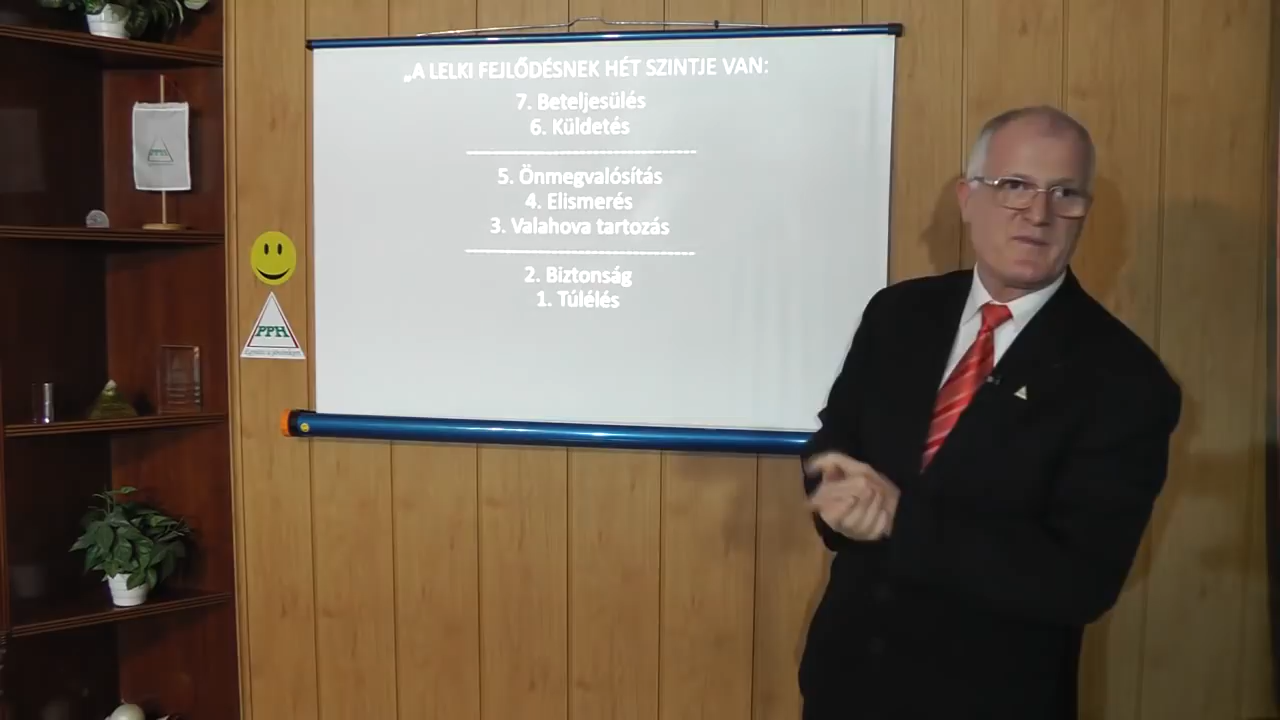 „A LELKI FEJLŐDÉSNEK HÉT SZINTJE VAN:
7. Beteljesülés
6. Küldetés
5. Önmegvalósítás
4. Elismerés
3. Valahova tartozás
2. Biztonság
1. Túlélés
PPH
PPH